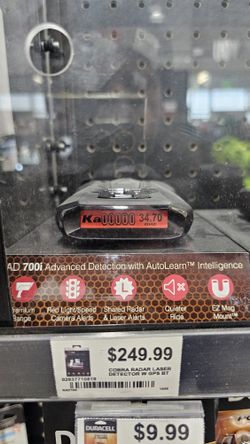 Ka 00000 34.70
AD 700i Advanced Detection with AutoLearn™ Intelligence
Range
Red Light/Speed
Camera Alerts
Shared Radar
& Laser Alerts
Quieter
Ride
EZ Mag
Mount™
$249.99
COBRA RADAR LASER
DETECTOR W GPS BT
DURACELL
$9.99